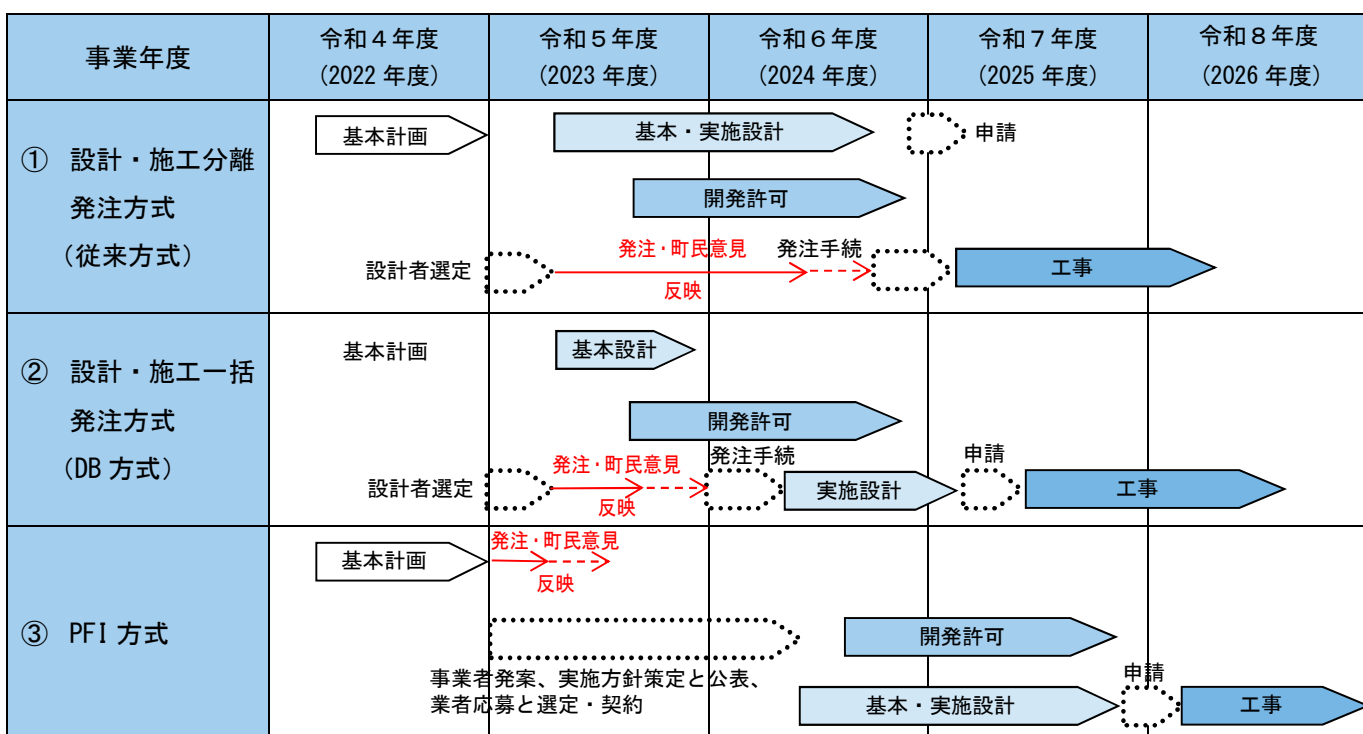 事業年度
令和４年度
(2022 年度)
令和５年度
(2023 年度)
令和６年度
(2024 年度)
令和７年度
(2025 年度)
令和８年度
(2026 年度)
① 設計・施工分離
発注方式
(従来方式)
基本計画
基本・実施設計
申請
開発許可
設計者選定
発注・町民意見
反映
発注手続
工事
② 設計・施工一括
発注方式
(DB 方式)
基本計画
基本設計
開発許可
設計者選定
発注・町民意見
反映
発注手続
実施設計
申請
工事
③ PFI 方式
基本計画
発注・町民意見
反映
開発許可
事業者発案、実施方針策定と公表、
業者応募と選定・契約
基本・実施設計
申請
工事